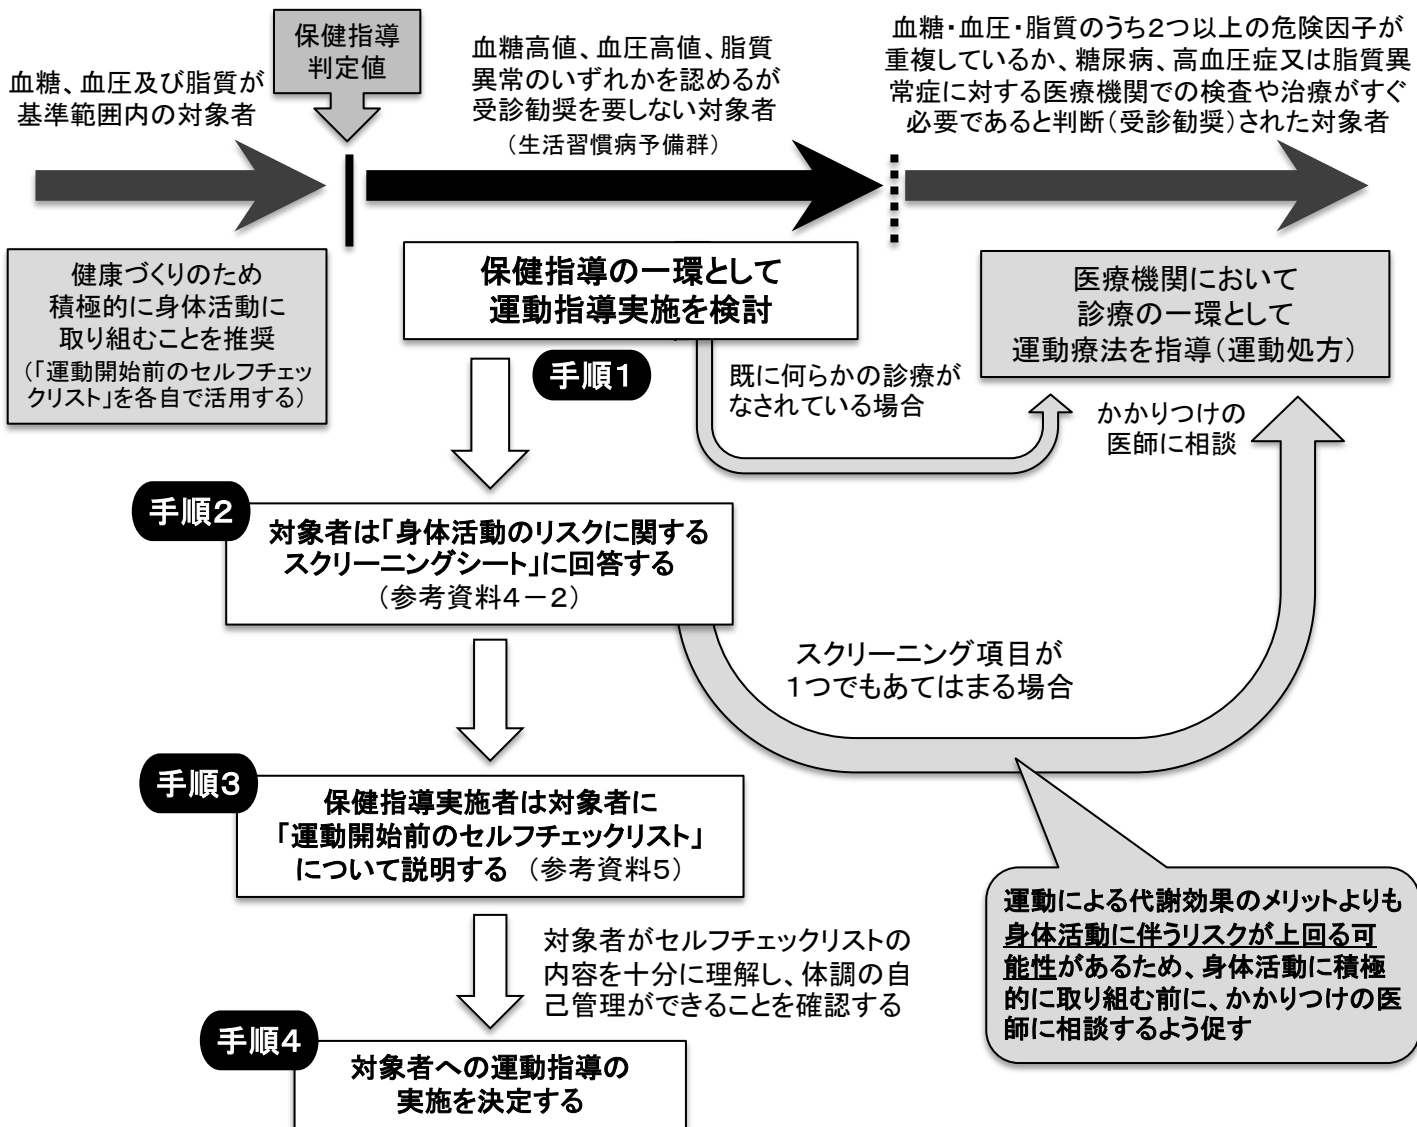 保健指導
判定値
血糖、血圧及び脂質が
基準範囲内の対象者
血糖高値、血圧高値、脂質
異常のいずれかを認めるが
受診勧奨を要しない対象者
（生活習慣病予備群）
血糖・血圧・脂質のうち２つ以上の危険因子が
重複しているか、糖尿病、高血圧症又は脂質異
常症に対する医療機関での検査や治療がすぐ
必要であると判断（受診勧奨）された対象者
健康づくりのため
積極的に身体活動に
取り組むことを推奨
（「運動開始前のセルフチェッ
クリスト」を各自で活用する）
保健指導の一環として
運動指導実施を検討
医療機関において
診療の一環として
運動療法を指導（運動処方）
手順１
既に何らかの診療が
なされている場合
かかりつけの
医師に相談
手順２
対象者は「身体活動のリスクに関する
スクリーニングシート」に回答する
（参考資料４－２）
スクリーニング項目が
１つでもあてはまる場合
手順３
保健指導実施者は対象者に
「運動開始前のセルフチェックリスト」
について説明する （参考資料５）
運動による代謝効果のメリットよりも
身体活動に伴うリスクが上回る可
能性があるため、身体活動に積極
的に取り組む前に、かかりつけの医
師に相談するよう促す
対象者がセルフチェックリストの
内容を十分に理解し、体調の自
己管理ができることを確認する
手順４
対象者への運動指導の
実施を決定する